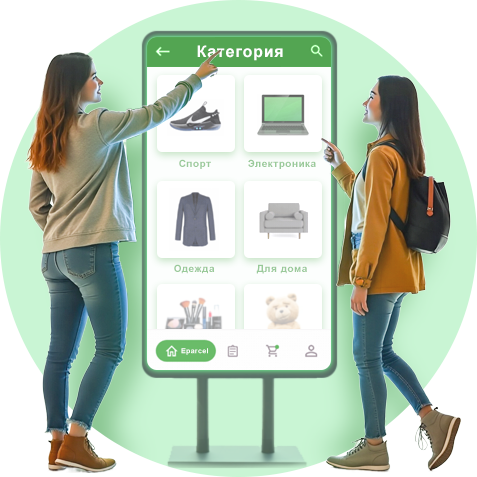 Категория
Спорт
Электроника
Одежда
Для дома
Eparcel